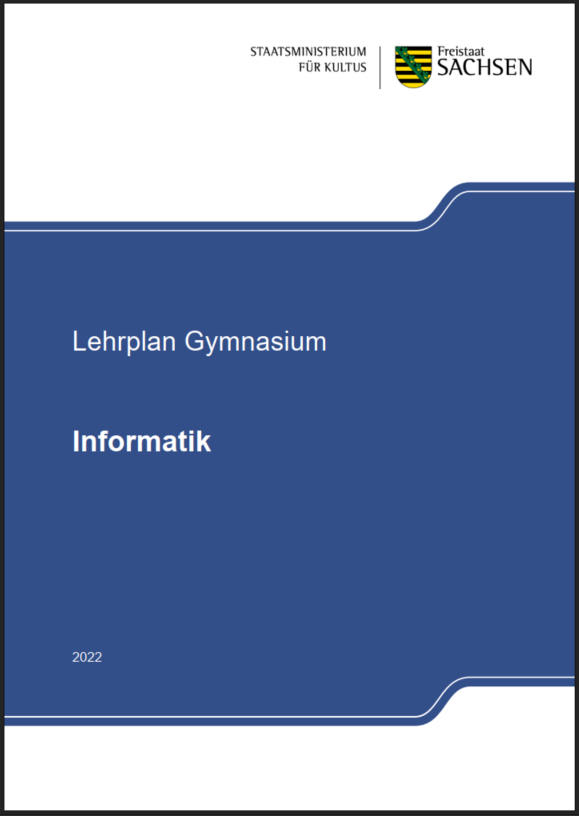 STAATSMINISTERIUM
FÜR KULTUS
Freistaat
SACHSEN
Lehrplan Gymnasium
Informatik
2022